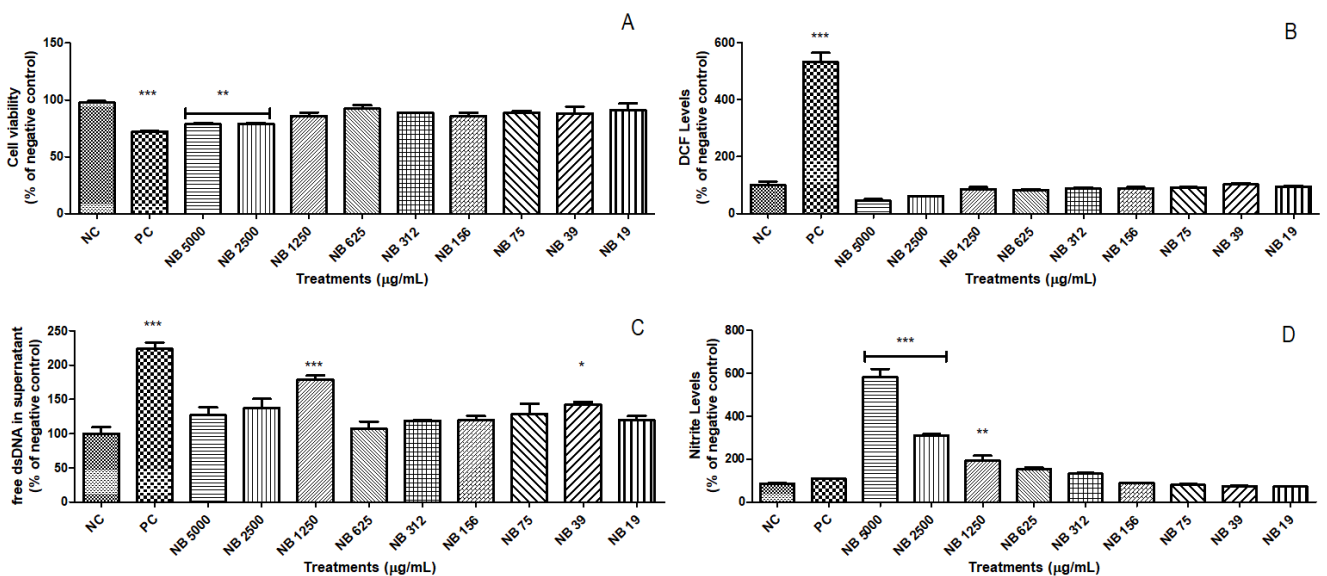 A
Cell viability
(% of negative control)
150
100
50
0
***
**
NC
PC
NB 5000
NB 2500
NB 1250
NB 625
NB 312
NB 156
NB 75
NB 39
NB 19
Treatments (µg/mL)
B
DCF Levels
(% of negative control)
600
400
200
0
***
NC
PC
NB 5000
NB 2500
NB 1250
NB 625
NB 312
NB 156
NB 75
NB 39
NB 19
Treatments (µg/mL)
C
free dsDNA in supernatant
(% of negative control)
250
200
150
100
50
0
***
***
*
NC
PC
NB 5000
NB 2500
NB 1250
NB 625
NB 312
NB 156
NB 75
NB 39
NB 19
Treatments (µg/mL)
D
Nitrite Levels
(% of negative control)
800
600
400
200
0
***
**
NC
PC
NB 5000
NB 2500
NB 1250
NB 625
NB 312
NB 156
NB 75
NB 39
NB 19
Treatments (µg/mL)